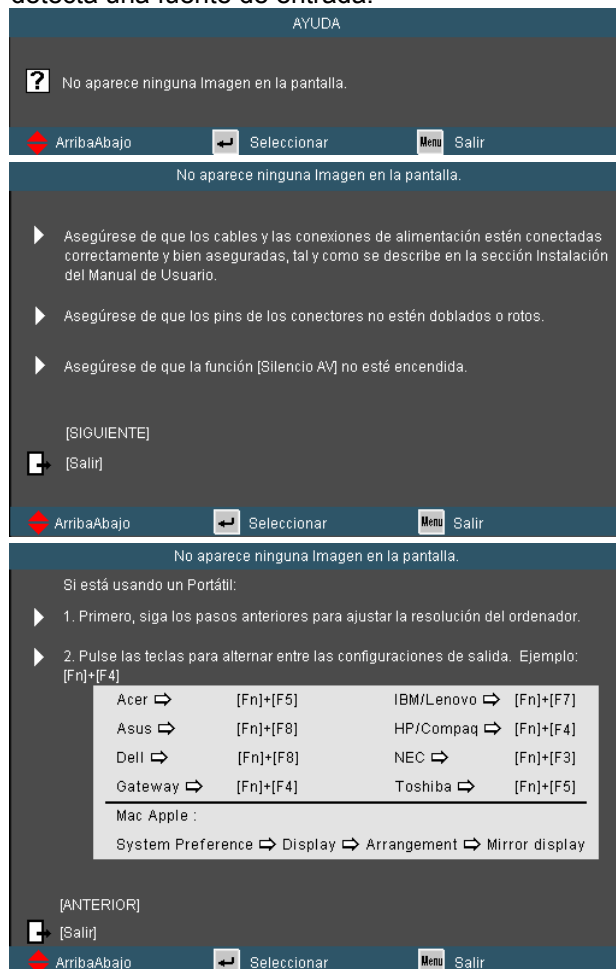 detecta una fuente de entrada.
AYUDA
? No aparece ninguna Imagen en la pantalla.
ArribaAbajo Seleccionar Menu Salir
No aparece ninguna Imagen en la pantalla.
Asegúrese de que los cables y las conexiones de alimentación estén conectadas
correctamente y bien aseguradas, tal y como se describe en la sección Instalación
del Manual de Usuario.
Asegúrese de que los pins de los conectores no estén doblados o rotos.
Asegúrese de que la función [Silencio AV] no esté encendida.
[SIGUIENTE]
[Salir]
ArribaAbajo Seleccionar Menu Salir
No aparece ninguna Imagen en la pantalla.
Si está usando un Portátil:
1. Primero, siga los pasos anteriores para ajustar la resolución del ordenador.
2. Pulse las teclas para alternar entre las configuraciones de salida. Ejemplo:
[Fn]+[F4]
Acer ⇨ [Fn]+[F5] IBM/Lenovo ⇨ [Fn]+[F7]
Asus ⇨ [Fn]+[F8] HP/Compaq ⇨ [Fn]+[F4]
Dell ⇨ [Fn]+[F8] NEC ⇨ [Fn]+[F3]
Gateway ⇨ [Fn]+[F4] Toshiba ⇨ [Fn]+[F5]
Mac Apple :
System Preference ⇨ Display ⇨ Arrangement ⇨ Mirror display
[ANTERIOR]
[Salir]
ArribaAbajo Seleccionar Menu Salir